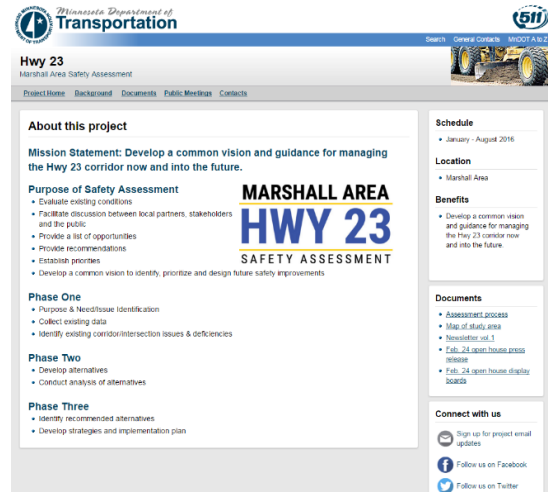 Minnesota Department of
Transportation
511
Search General Contacts MnDOT A to Z
Hwy 23
Marshall Area Safety Assessment
Project Home Background Documents Public Meetings Contacts
About this project
Mission Statement: Develop a common vision and guidance for managing
the Hwy 23 corridor now and into the future.
Purpose of Safety Assessment
• Evaluate existing conditions
• Facilitate discussion between local partners, stakeholders
and the public
• Provide a list of opportunities
• Provide recommendations
• Establish priorities
• Develop a common vision to identify, prioritize and design future safety improvements
MARSHALL AREA
HWY 23
SAFETY ASSESSMENT
Phase One
• Purpose & Need/Issue Identification
• Collect existing data
• Identify existing corridor/intersection issues & deficiencies
Phase Two
• Develop alternatives
• Conduct analysis of alternatives
Phase Three
• Identify recommended alternatives
• Develop strategies and implementation plan
Schedule
• January - August 2016
Location
• Marshall Area
Benefits
• Develop a common vision
and guidance for managing
the Hwy 23 corridor now
and into the future.
Documents
• Assessment process
• Map of study area
• Newsletter vol.1
• Feb. 24 open house press
release
• Feb. 24 open house display
boards
Connect with us
Sign up for project email
updates
Follow us on Facebook
Follow us on Twitter